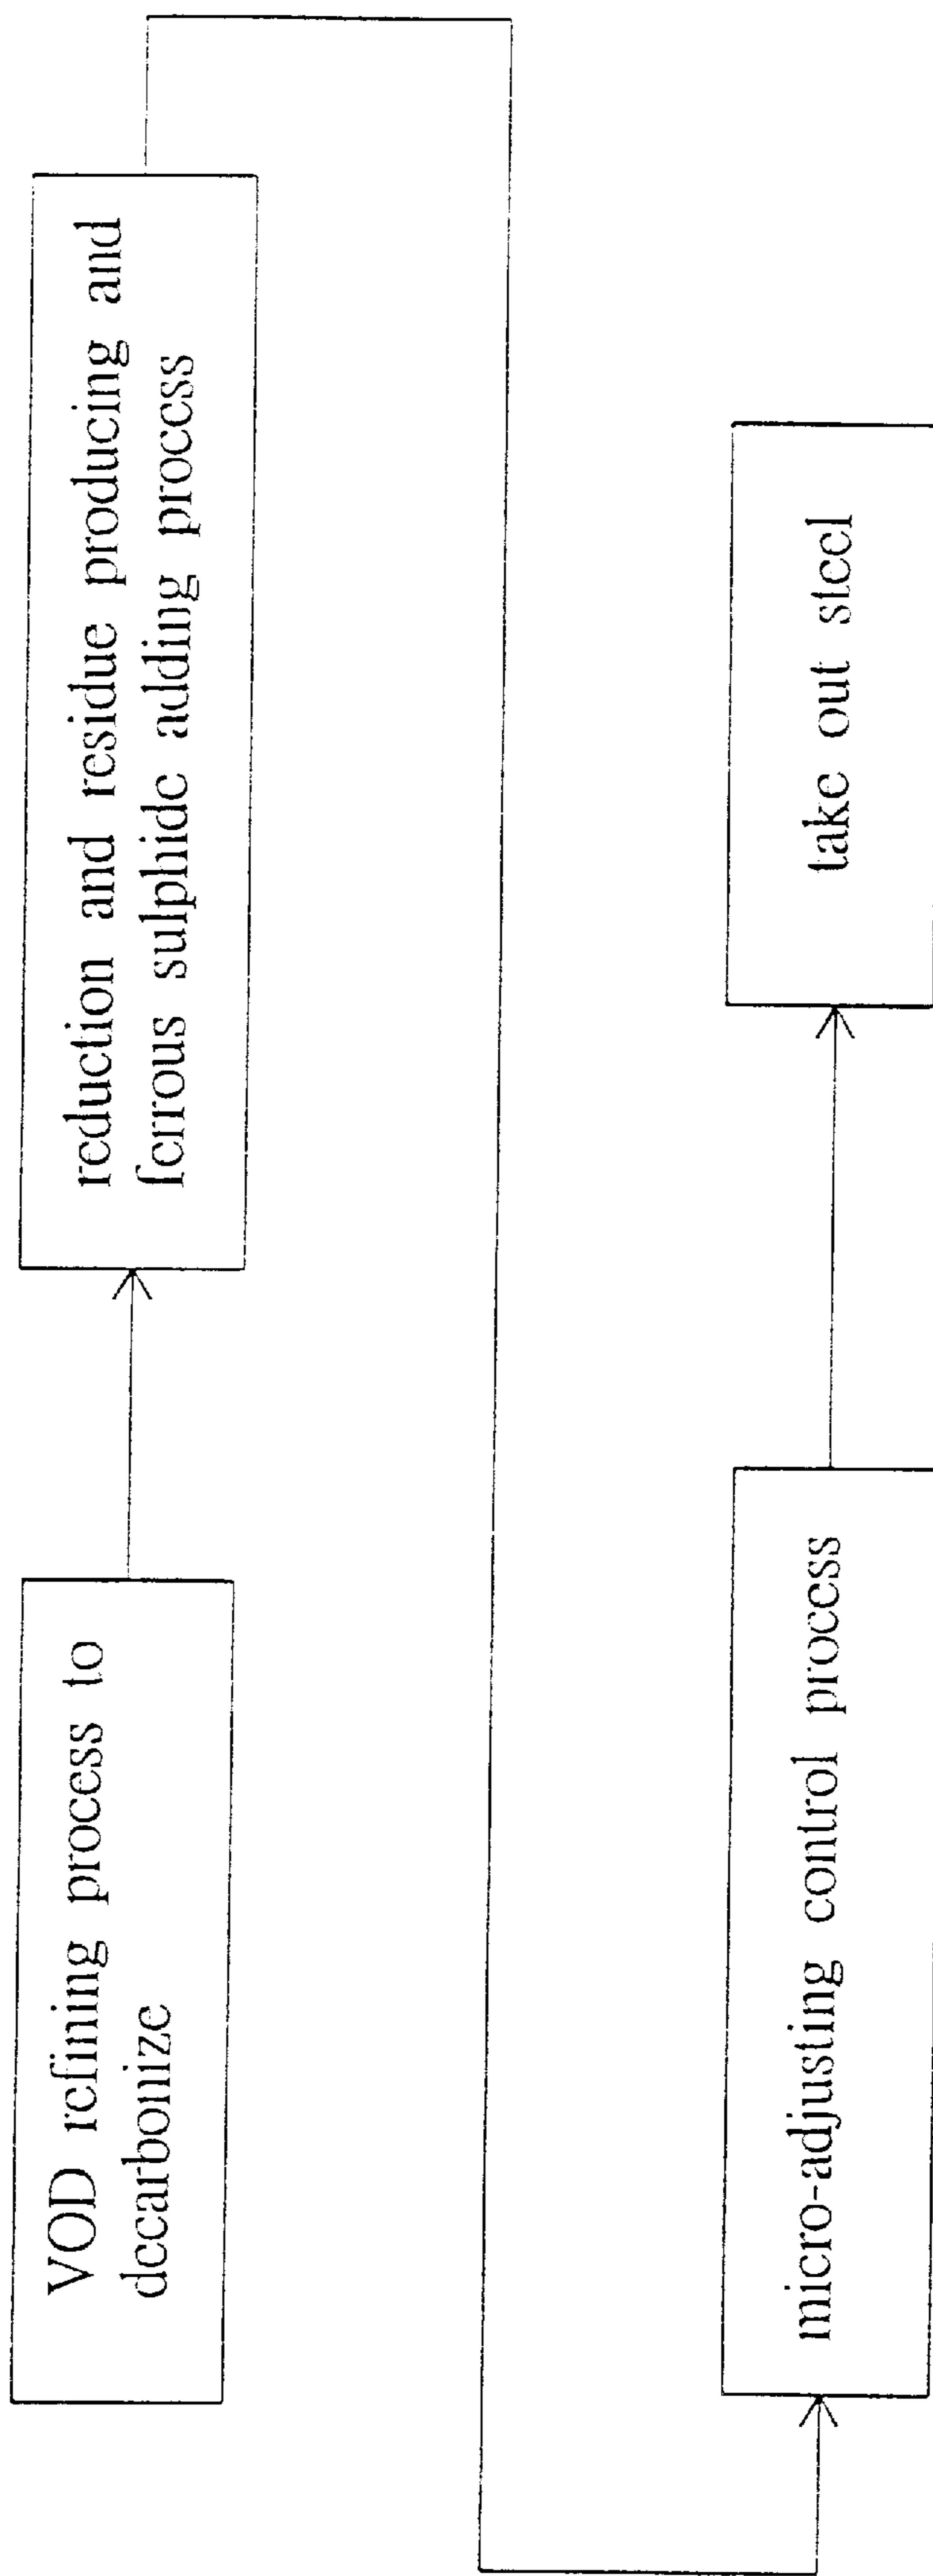 VOD refining process to
decarbonize
reduction and residue producing and
ferrous sulphide adding process
micro-adjusting control process
take out steel